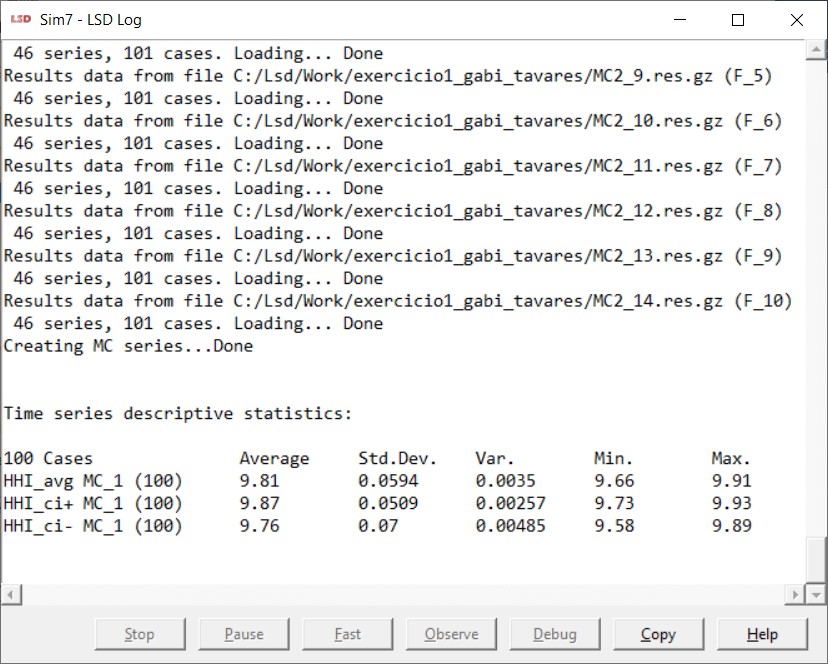 LSD Sim7 - LSD Log
46 series, 101 cases. Loading... Done
Results data from file C:/Lsd/Work/exercicio1_gabi_tavares/MC2_9.res.gz (F_5)
46 series, 101 cases. Loading... Done
Results data from file C:/Lsd/Work/exercicio1_gabi_tavares/MC2_10.res.gz (F_6)
46 series, 101 cases. Loading... Done
Results data from file C:/Lsd/Work/exercicio1_gabi_tavares/MC2_11.res.gz (F_7)
46 series, 101 cases. Loading... Done
Results data from file C:/Lsd/Work/exercicio1_gabi_tavares/MC2_12.res.gz (F_8)
46 series, 101 cases. Loading... Done
Results data from file C:/Lsd/Work/exercicio1_gabi_tavares/MC2_13.res.gz (F_9)
46 series, 101 cases. Loading... Done
Results data from file C:/Lsd/Work/exercicio1_gabi_tavares/MC2_14.res.gz (F_10)
46 series, 101 cases. Loading... Done
Creating MC series...Done
Time series descriptive statistics:
100 Cases Average Std.Dev. Var. Min. Max.
HHI_avg MC_1 (100) 9.81 0.0594 0.0035 9.66 9.91
HHI_ci+ MC_1 (100) 9.87 0.0509 0.00257 9.73 9.93
HHI_ci- MC_1 (100) 9.76 0.07 0.00485 9.58 9.89
Stop Pause Fast Observe Debug Copy Help